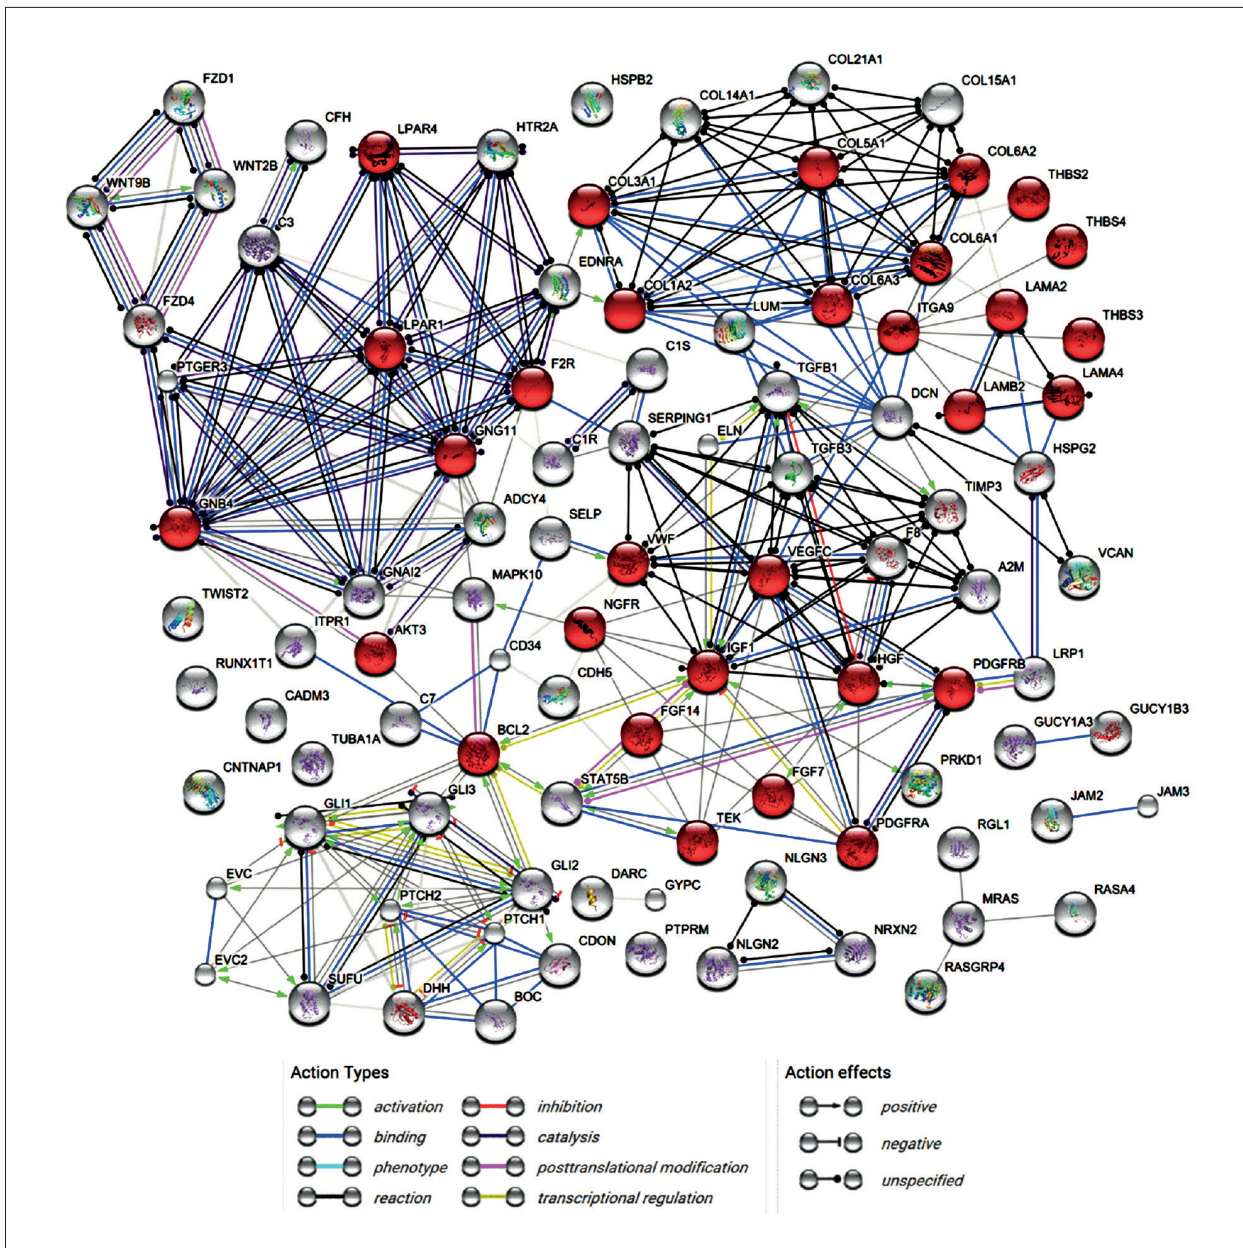 COL21A1
FZD1
HSPB2
COL15A1
COL14A1
CFH
LPAR4
HTR2A
COL5A1
WNT2B
COL6A2
WNT9B
COL3A1
THBS2
C3
THBS4
COL6A1
EDNRA
COL1A2
COL6A3
LAMA2
FZD4
LUM
ITGA9
LPAR1
THBS3
C1S
PTGER3
F2R
TGFB1
LAMA4
DCN
LAMB2
SERPING1
ELN
GNG11
C1R
TGFB3
HSPG2
TIMP3
GNB4
ADCY4
SELP
VWF
F8
VEGFC
A2M
VCAN
GNAI2
MAPK10
TWIST2
NGFR
ITPR1
AKT3
CD34
IGF1
HGF
LRP1
PDGFRB
RUNX1T1
CDH5
CADM3
C7
FGF14
GUCY1B3
GUCY1A3
TUBA1A
BCL2
PRKD1
CNTNAP1
STAT5B
FGF7
GLI3
JAM2
JAM3
GLI1
TEK
PDGFRA
RGL1
EVC
GLI2
DARC
NLGN3
GYPC
PTCH2
RASA4
MRAS
PTCH1
PTPRM
NRXN2
CDON
NLGN2
EVC2
SUFU
DHH
BOC
RASGRP4
Action Types
Action effects
activation
inhibition
positive
binding
catalysis
negative
phenotype
posttranslational modification
unspecified
reaction
transcriptional regulation